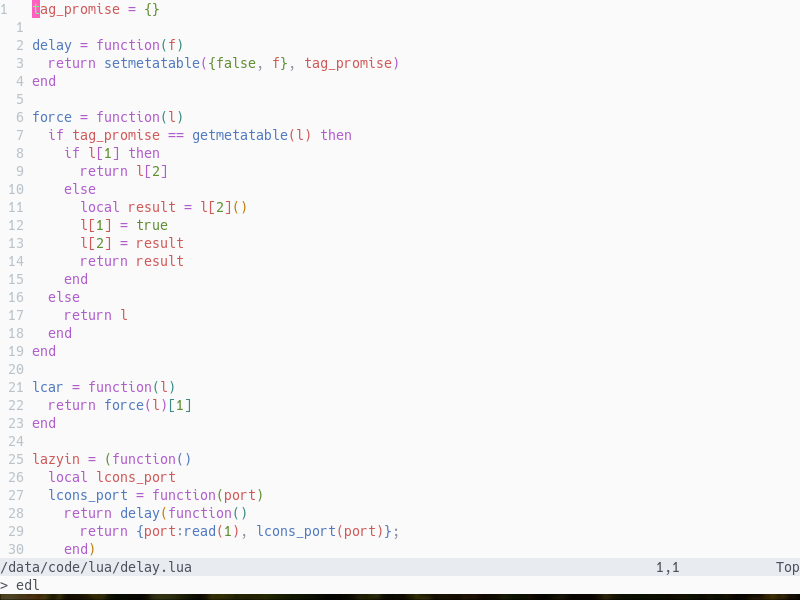 1 tag_promise = {}
1
2 delay = function(f)
3   return setmetatable({false, f}, tag_promise)
4 end
5
6 force = function(l)
7   if tag_promise == getmetatable(l) then
8     if l[1] then
9       return l[2]
10     else
11       local result = l[2]()
12       l[1] = true
13       l[2] = result
14       return result
15     end
16   else
17     return l
18   end
19 end
20
21 lcar = function(l)
22   return force(l)[1]
23 end
24
25 lazyin = (function()
26   local lcons_port
27   lcons_port = function(port)
28     return delay(function()
29       return {port:read(1), lcons_port(port)};
30     end)
/data/code/lua/delay.lua 1,1 Top
> edl